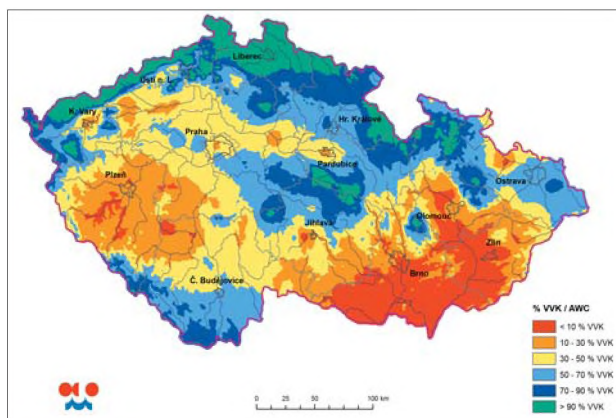 Liberec
Ústí n. L.
K. Vary
Hr. Králové
Praha
Pardubice
Plzeň
Ostrava
Olomouc
Jihlava
Zlín
Brno
Č. Budějovice
% VVK / AWC
< 10 % VVK
10 - 30 % VVK
30 - 50 % VVK
50 - 70 % VVK
70 - 90 % VVK
> 90 % VVK
0 25 50 100 km